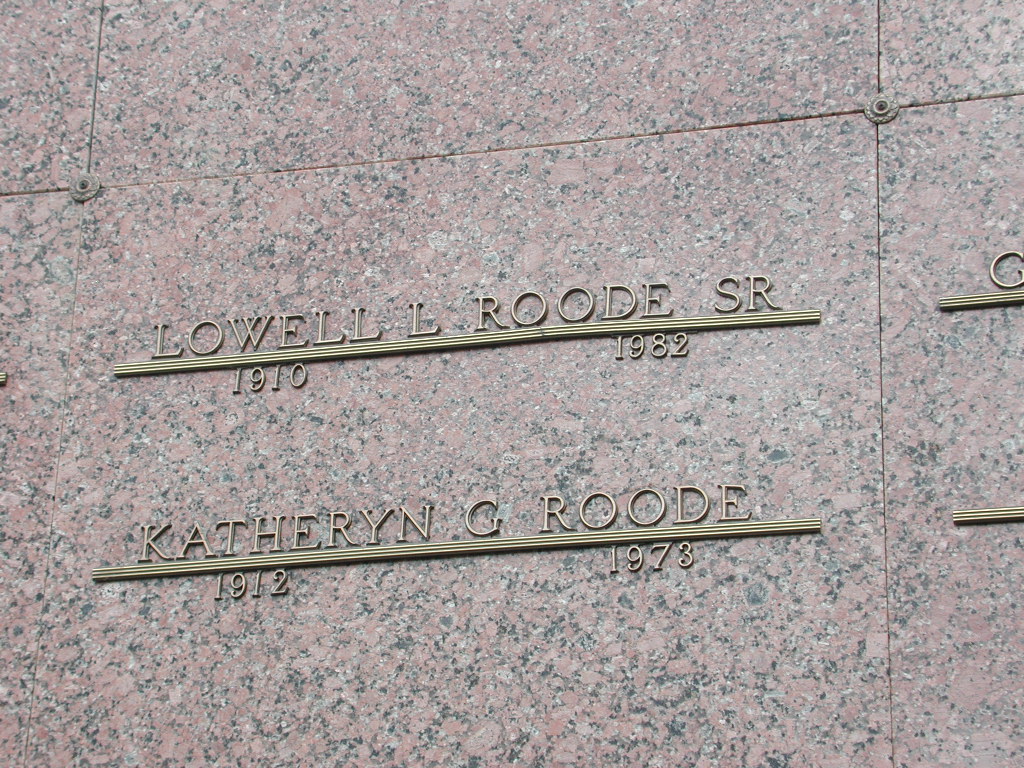 LOWELL L ROODE SR
1910 1982
KATHERYN G ROODE
1912 1973
G